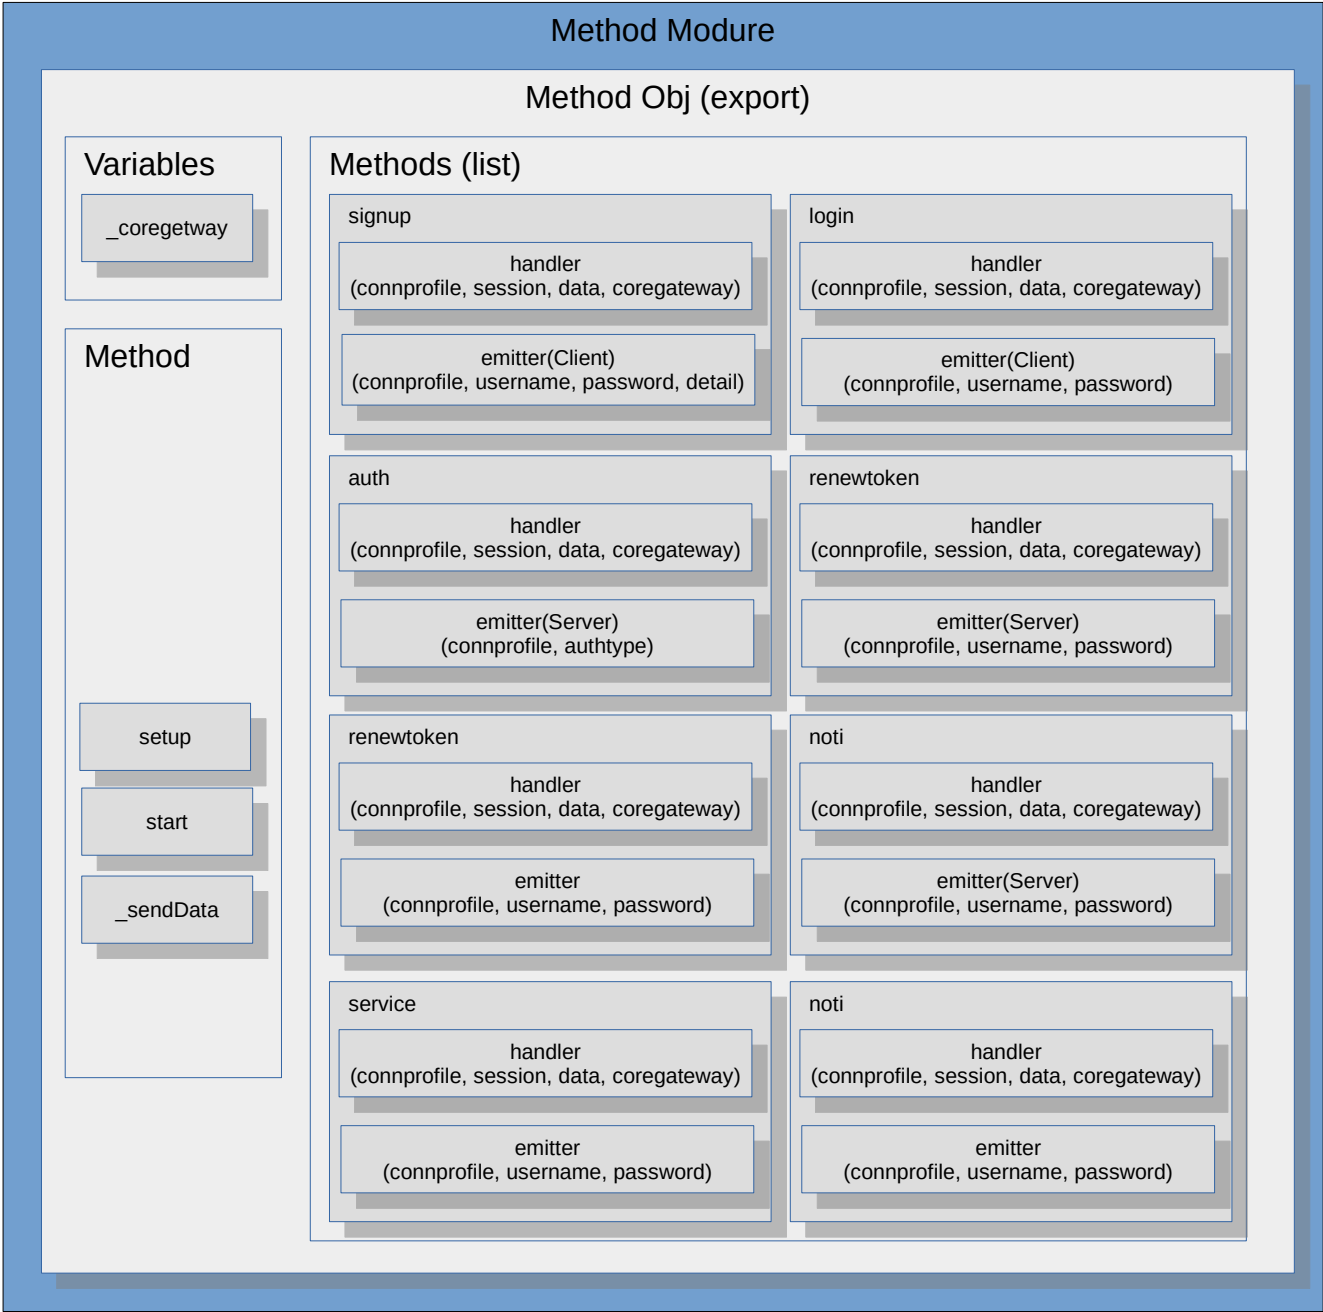 Method Modure
Method Obj (export)
Variables
_coregetway
Method
setup
start
_sendData
Methods (list)
signup
handler
(connprofile, session, data, coregateway)
emitter(Client)
(connprofile, username, password, detail)
login
handler
(connprofile, session, data, coregateway)
emitter(Client)
(connprofile, username, password)
auth
handler
(connprofile, session, data, coregateway)
emitter(Server)
(connprofile, authtype)
renewtoken
handler
(connprofile, session, data, coregateway)
emitter(Server)
(connprofile, username, password)
renewtoken
handler
(connprofile, session, data, coregateway)
emitter
(connprofile, username, password)
noti
handler
(connprofile, session, data, coregateway)
emitter(Server)
(connprofile, username, password)
service
handler
(connprofile, session, data, coregateway)
emitter
(connprofile, username, password)
noti
handler
(connprofile, session, data, coregateway)
emitter
(connprofile, username, password)